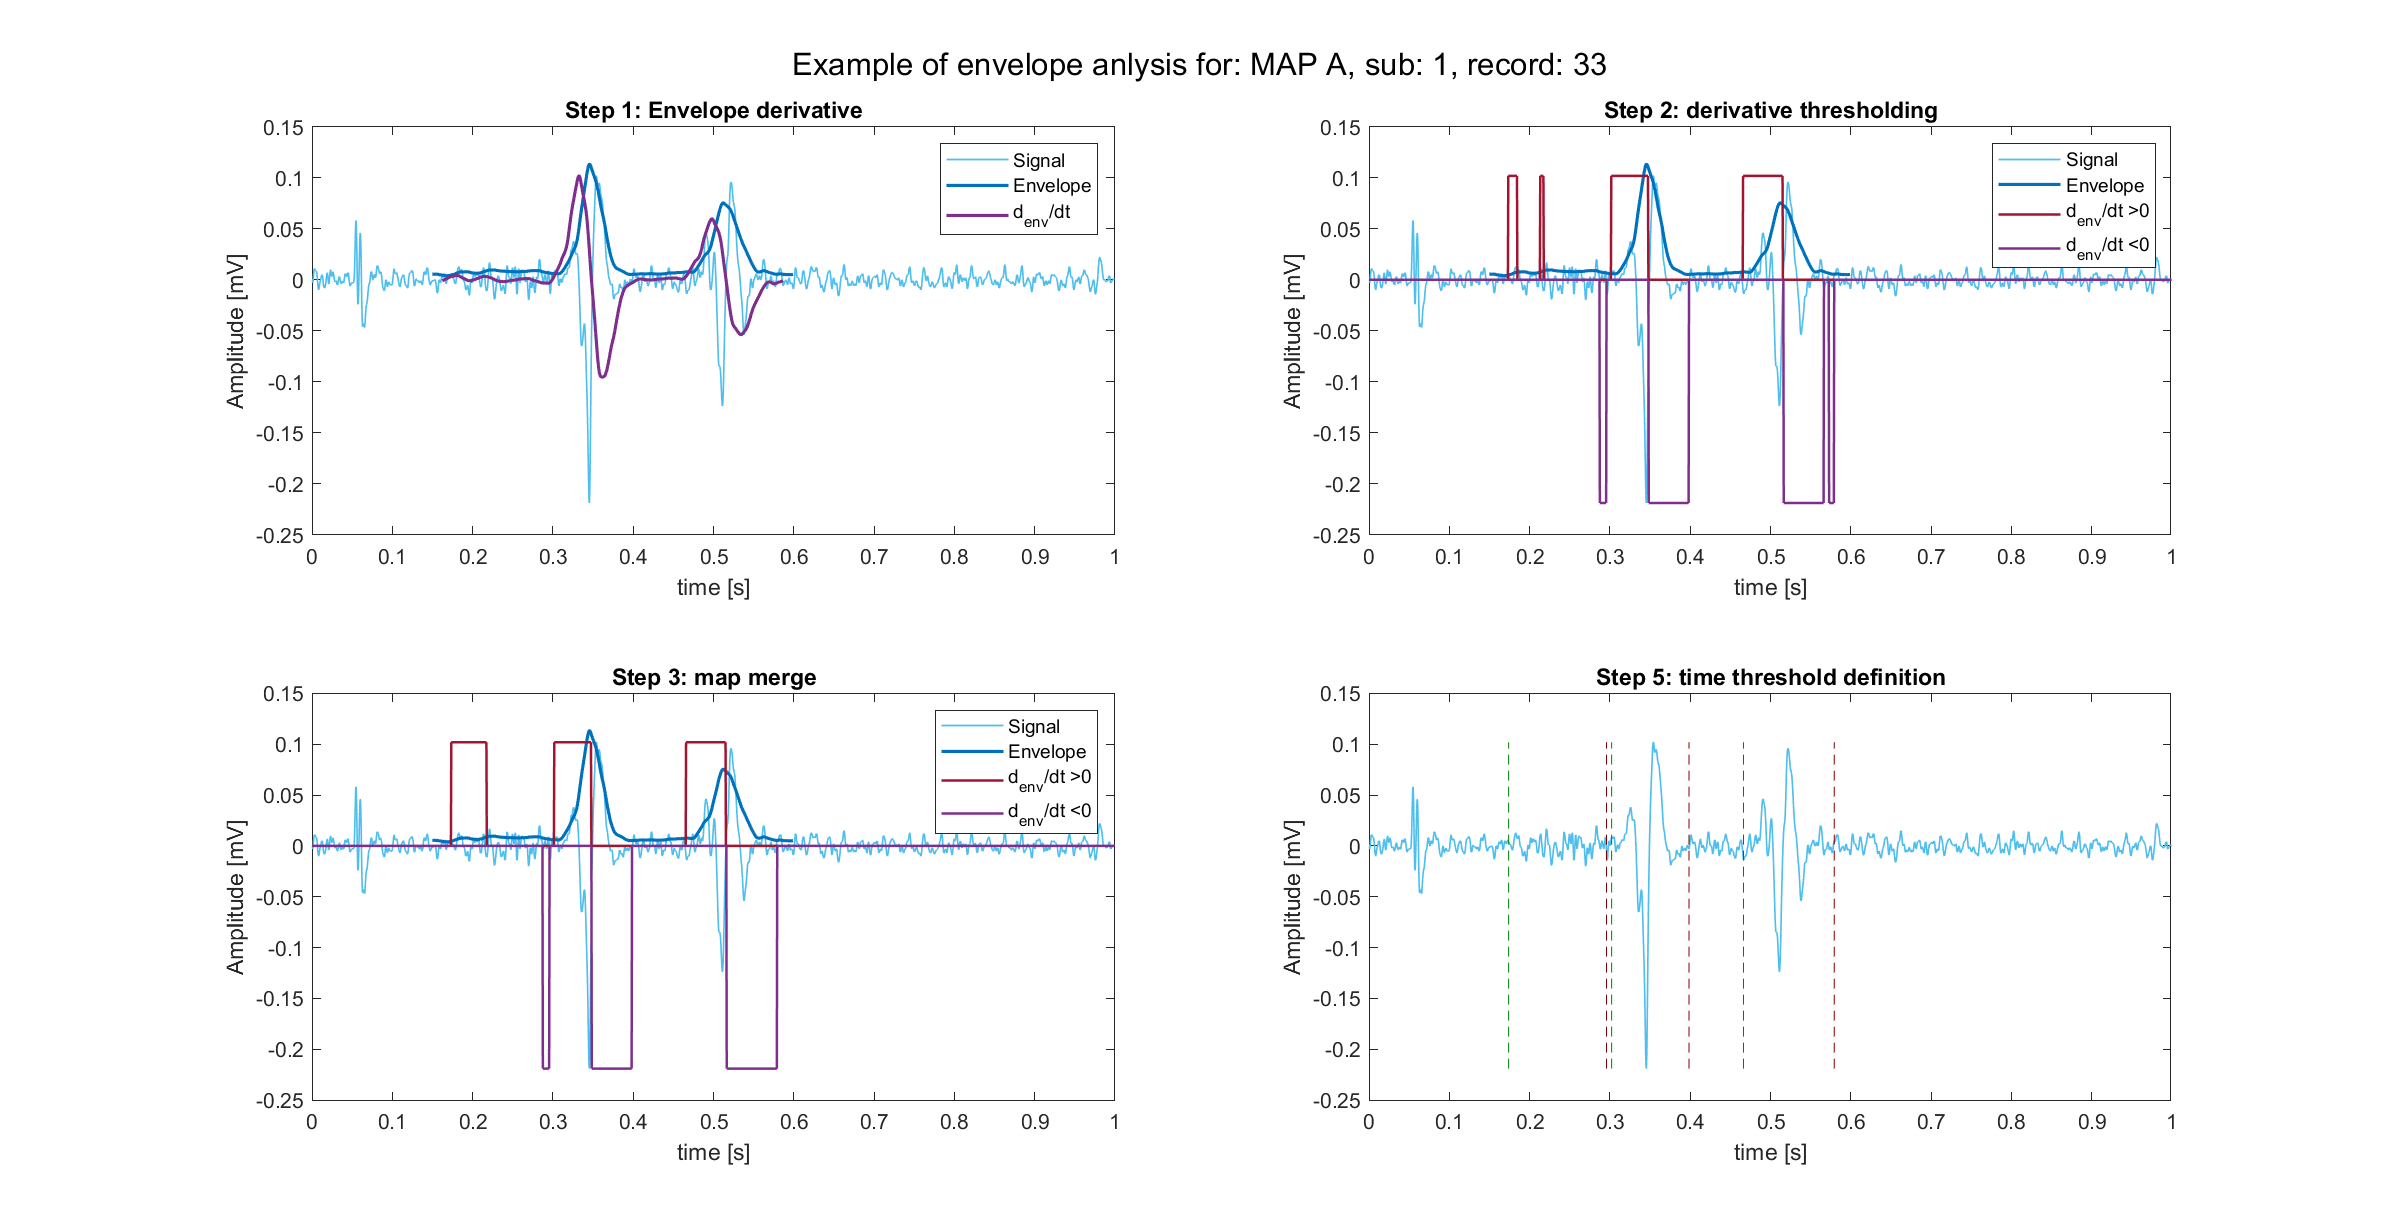 Example of envelope anlysis for: MAP A, sub: 1, record: 33
Step 1: Envelope derivative
0.15
0.1
0.05
0
-0.05
-0.1
-0.15
-0.2
-0.25
Amplitude [mV]
0 0.1 0.2 0.3 0.4 0.5 0.6 0.7 0.8 0.9 1
time [s]
Signal
Envelope
d_env/dt
Step 2: derivative thresholding
0.15
0.1
0.05
0
-0.05
-0.1
-0.15
-0.2
-0.25
Amplitude [mV]
0 0.1 0.2 0.3 0.4 0.5 0.6 0.7 0.8 0.9 1
time [s]
Signal
Envelope
d_env/dt >0
d_env/dt <0
Step 3: map merge
0.15
0.1
0.05
0
-0.05
-0.1
-0.15
-0.2
-0.25
Amplitude [mV]
0 0.1 0.2 0.3 0.4 0.5 0.6 0.7 0.8 0.9 1
time [s]
Signal
Envelope
d_env/dt >0
d_env/dt <0
Step 5: time threshold definition
0.15
0.1
0.05
0
-0.05
-0.1
-0.15
-0.2
-0.25
Amplitude [mV]
0 0.1 0.2 0.3 0.4 0.5 0.6 0.7 0.8 0.9 1
time [s]